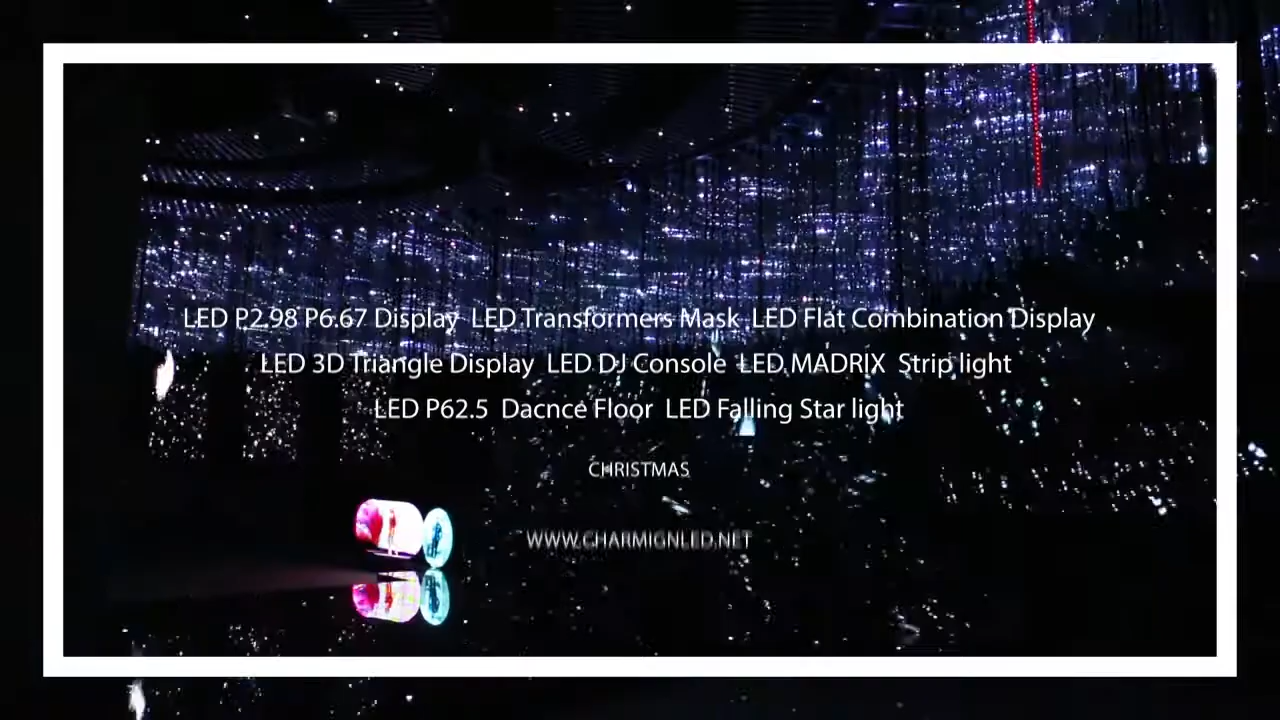 LED P2.98 P6.67 Display LED Transformers Mask LED Flat Combination Display
LED 3D Triangle Display LED DJ Console LED MADRIX Strip light
LED P62.5 Dacnce Floor LED Falling Star light
CHRISTMAS
WWW.CHARMIGNLED.NET